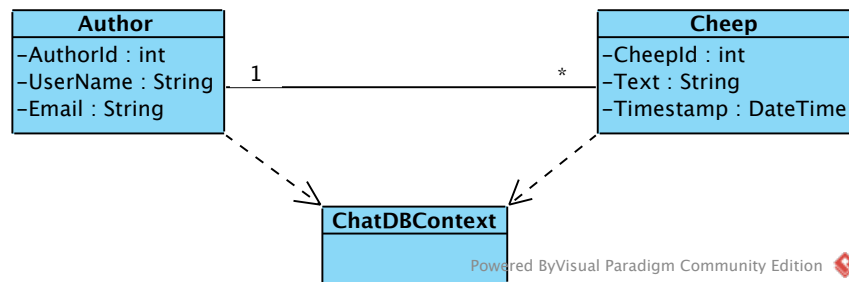 Author
-AuthorId : int
-UserName : String
-Email : String
1
*
Cheep
-CheepId : int
-Text : String
-Timestamp : DateTime
ChatDBContext
Powered ByVisual Paradigm Community Edition